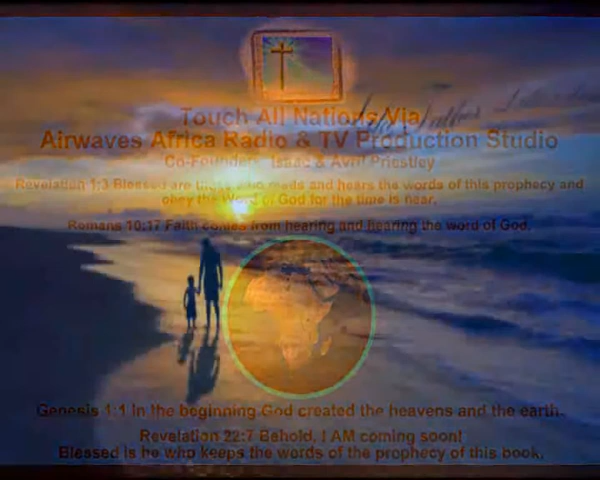 Touch All Nations Via
Airwaves Africa Radio & TV Production Studio
Co-Founders Isaac & Avril Priestley
Revelation 1:3 Blessed are those who reads and hears the words of this prophecy and
obey the Word of God for the time is near.
Romans 10:17 Faith comes from hearing and hearing the word of God.
Genesis 1:1 In the beginning God created the heavens and the earth.
Revelation 22:7 Behold, I AM coming soon!
Blessed is he who keeps the words of the prophecy of this book.